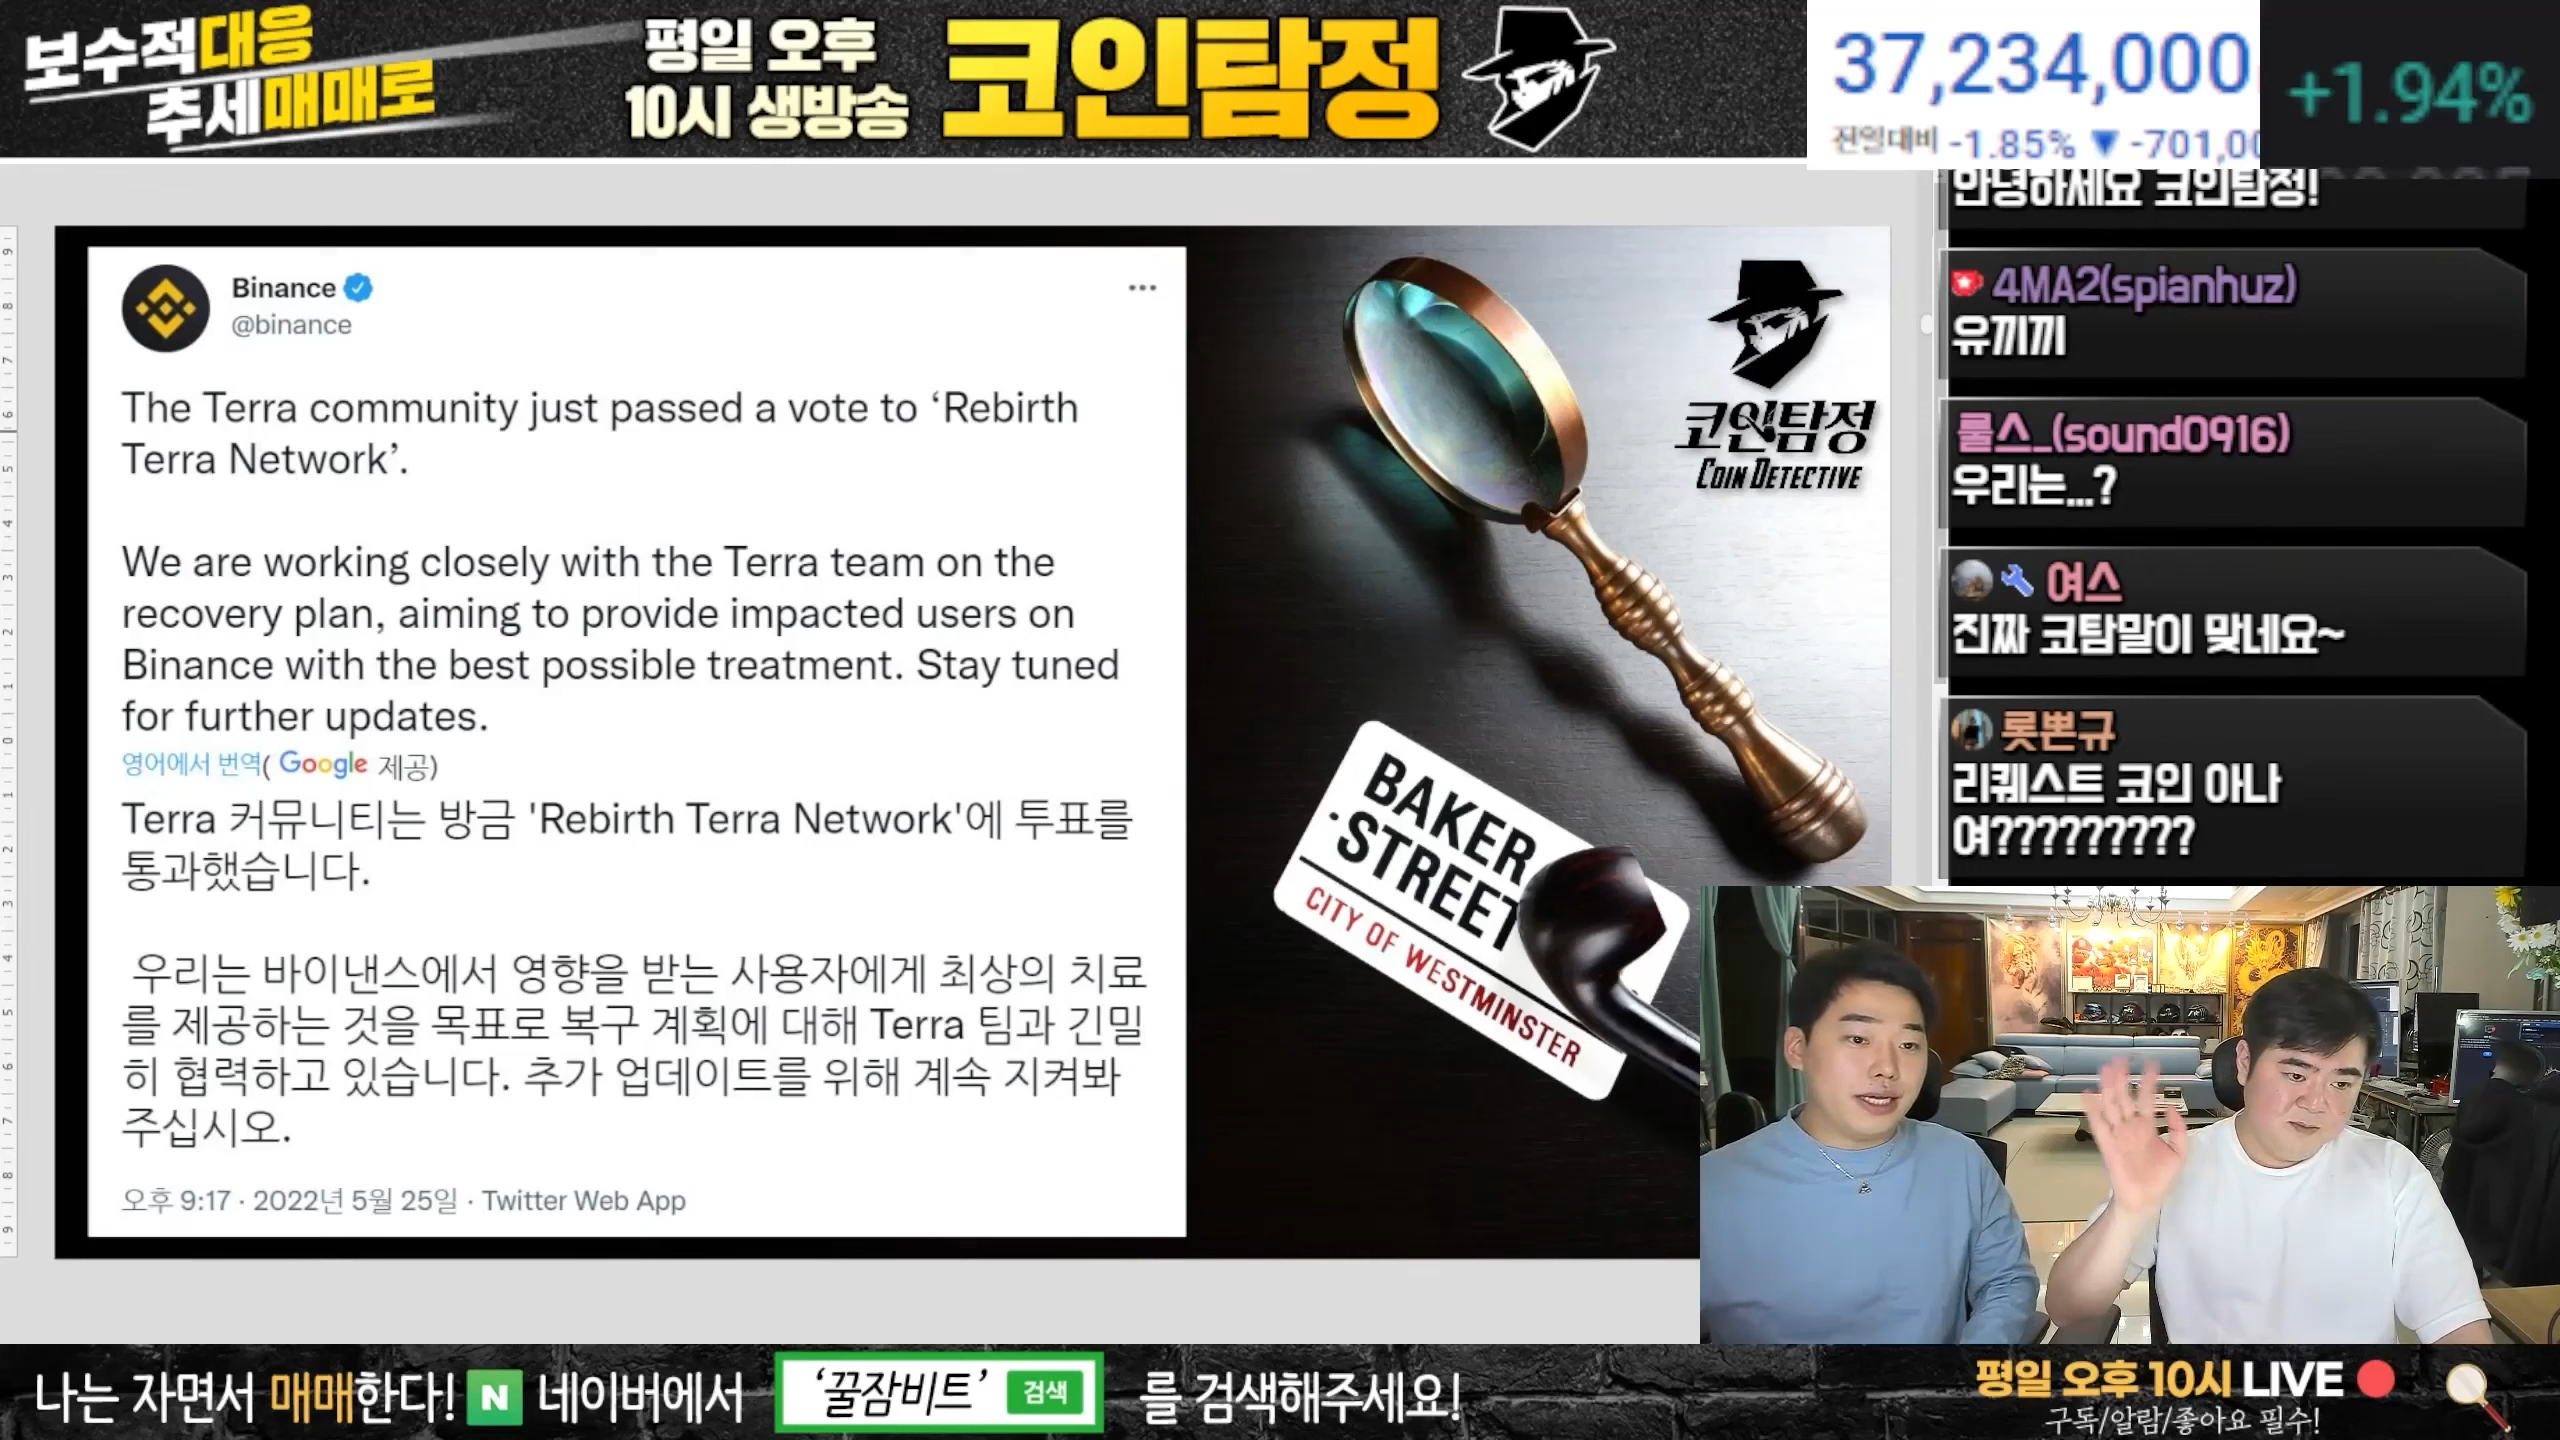 보수적대응
추세매매로
평일 오후
10시 생방송
코인탐정
37,234,000
전일대비 -1.85% ▼ -701,00
+1.94%
안녕하세요 코인탐정!
4MA2(spianhuz)
유끼끼
룰스_(sound0916)
우리는...?
여스
진짜 코탐말이 맞네요~
롯쁜규
리퀘스트 코인 아나
여?????????
Binance
@binance
The Terra community just passed a vote to ‘Rebirth
Terra Network’.
We are working closely with the Terra team on the
recovery plan, aiming to provide impacted users on
Binance with the best possible treatment. Stay tuned
for further updates.
영어에서 번역( Google 제공)
Terra 커뮤니티는 방금 'Rebirth Terra Network'에 투표를
통과했습니다.
우리는 바이낸스에서 영향을 받는 사용자에게 최상의 치료
를 제공하는 것을 목표로 복구 계획에 대해 Terra 팀과 긴밀
히 협력하고 있습니다. 추가 업데이트를 위해 계속 지켜봐
주십시오.
오후 9:17 · 2022년 5월 25일 · Twitter Web App
코인탐정
COIN DETECTIVE
BAKER
·STREET
CITY OF WESTMINSTER
나는 자면서 매매한다! N 네이버에서 ‘꿀잠비트’ 검색 를 검색해주세요!
평일 오후 10시 LIVE
구독/알람/좋아요 필수!